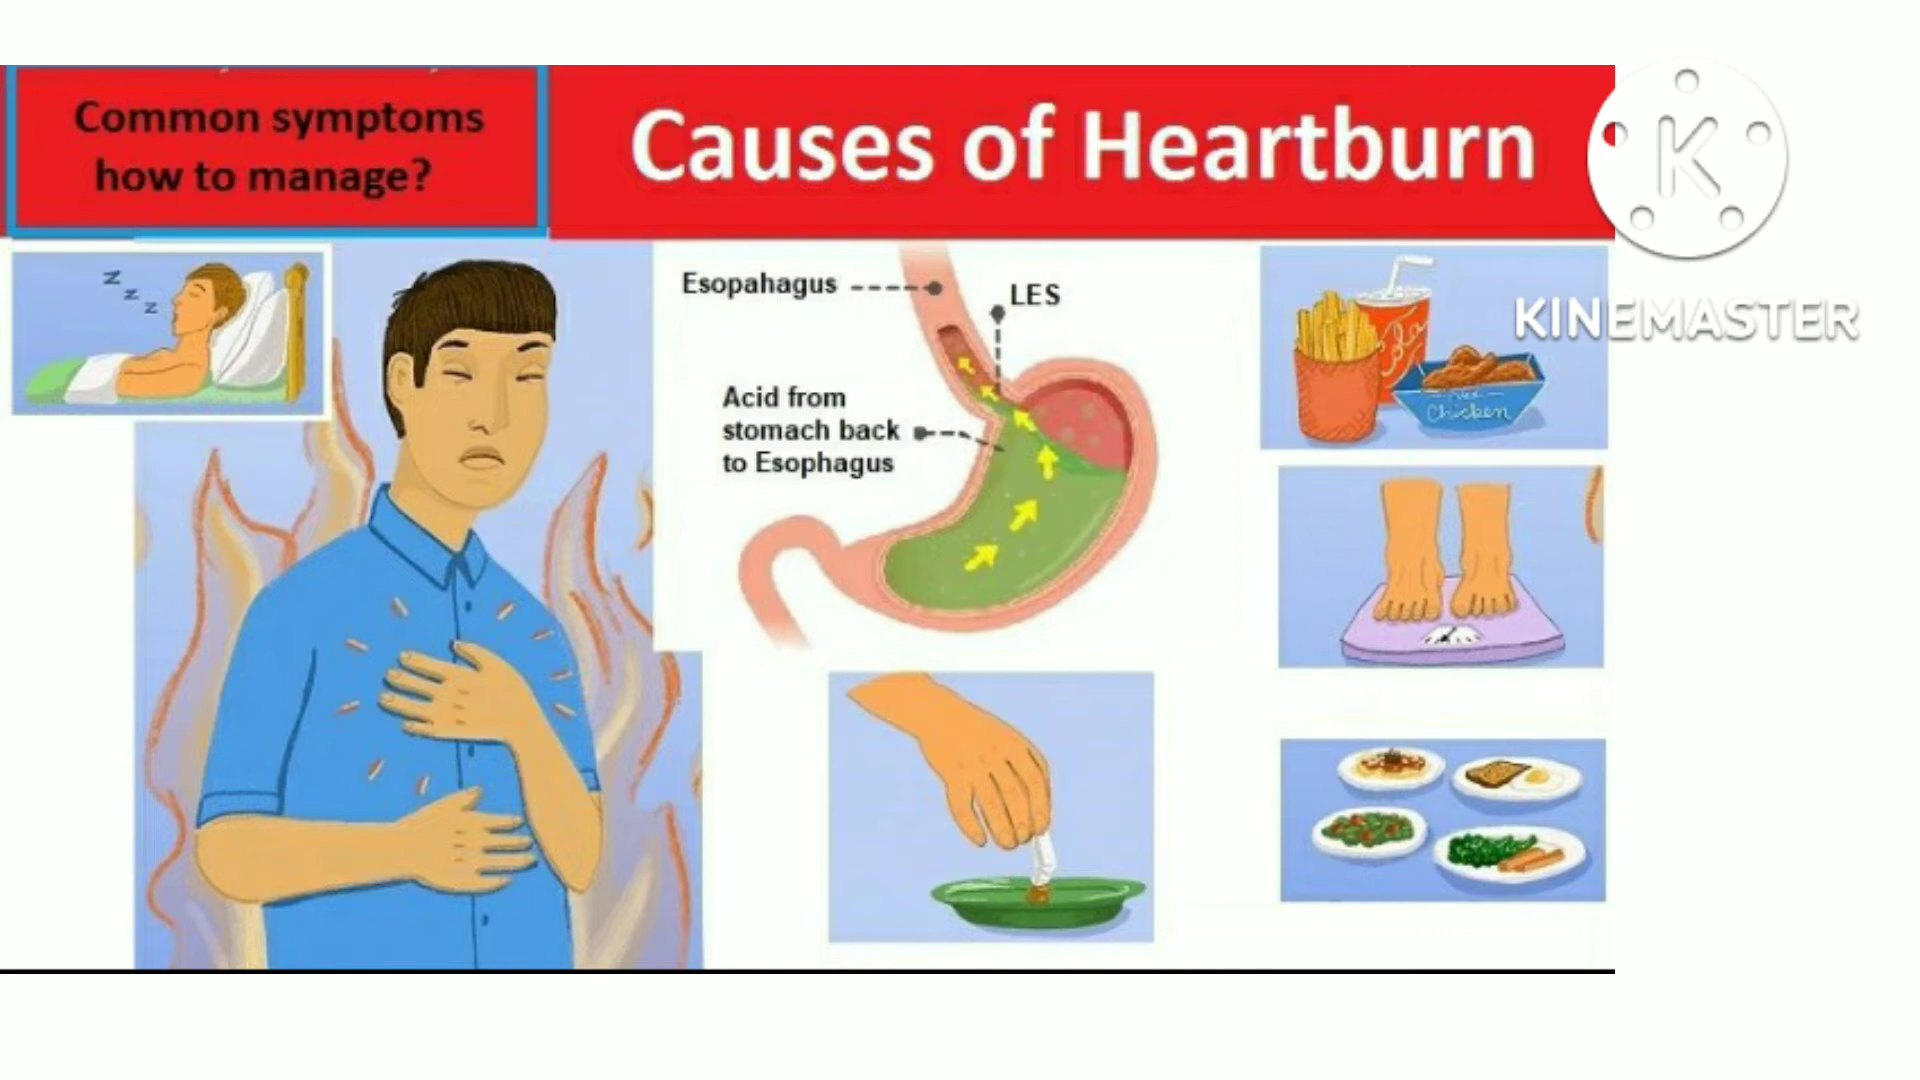 Common symptoms
how to manage?
Causes of Heartburn
K
KINEMASTER
z
z
z
Esopahagus
LES
Acid from
stomach back
to Esophagus
Chicken